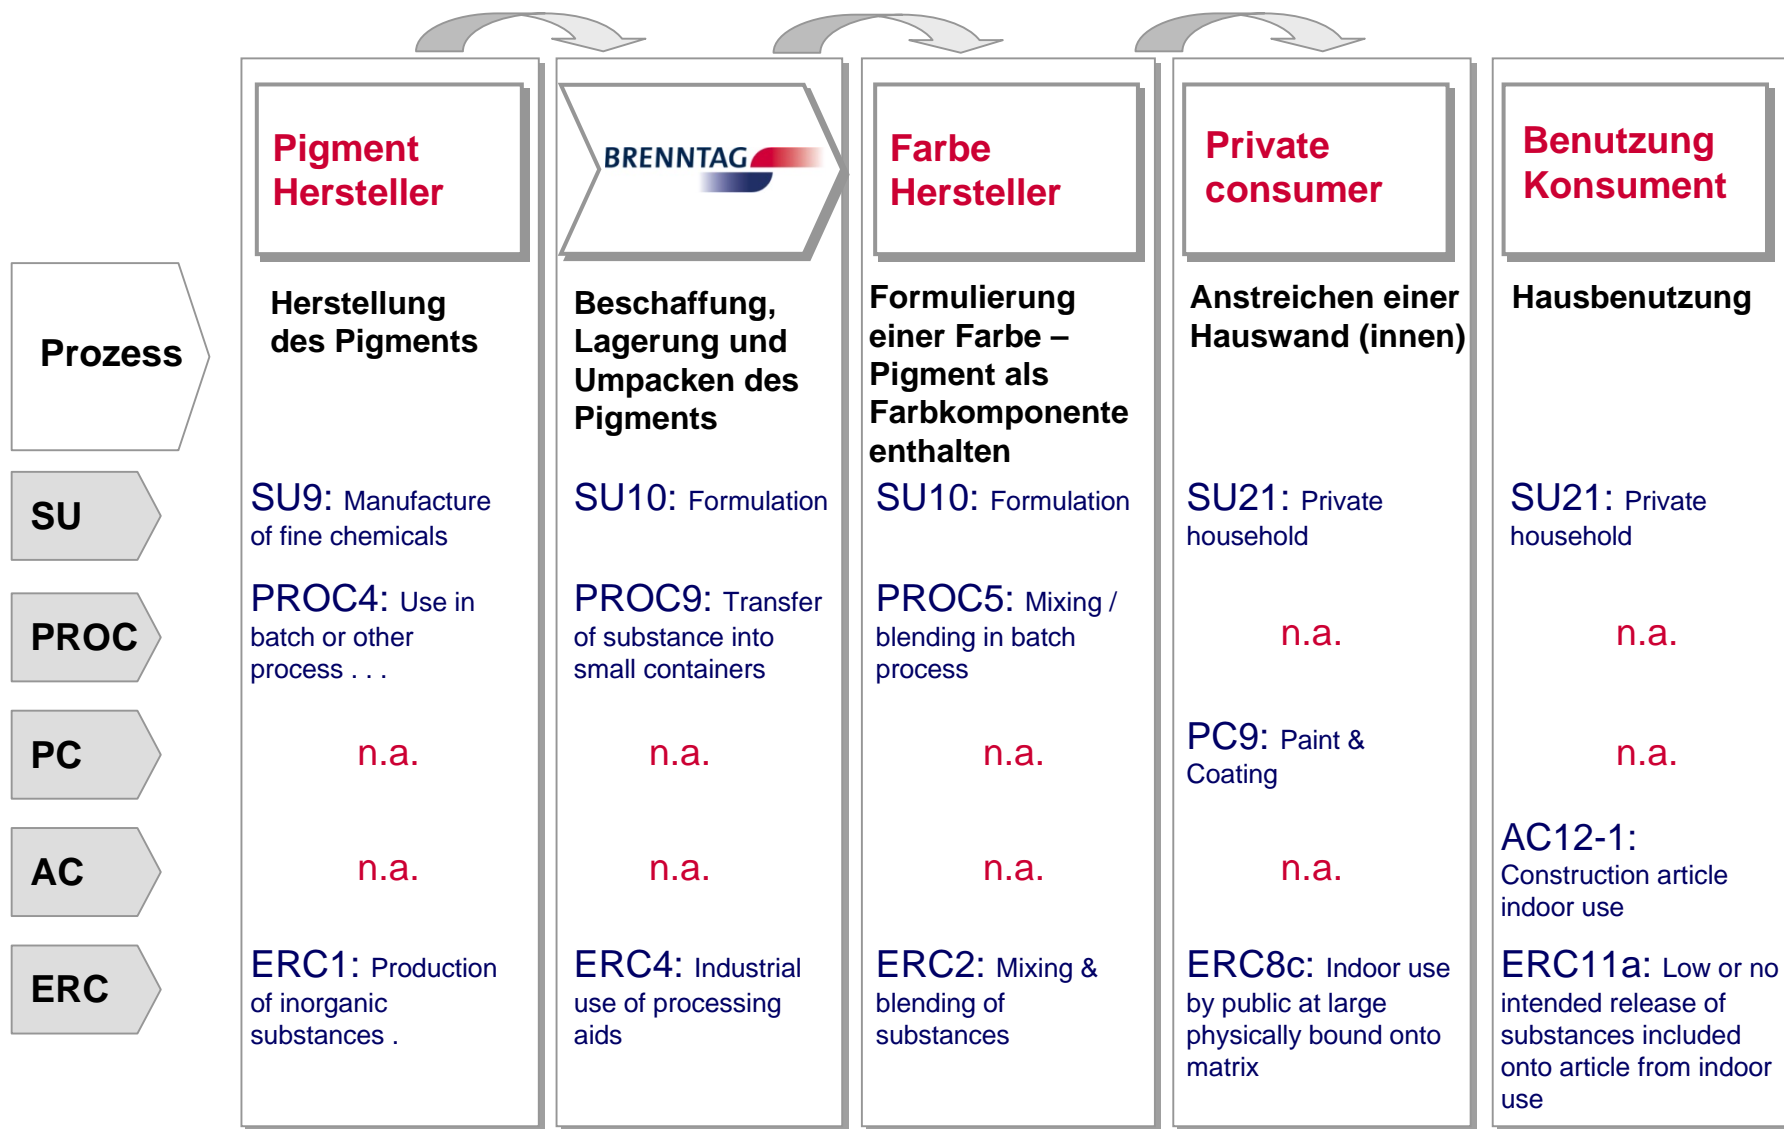 Pigment
Hersteller
BRENNTAG
Farbe
Hersteller
Private
consumer
Benutzung
Konsument
Prozess
Herstellung
des Pigments
Beschaffung,
Lagerung und
Umpacken des
Pigments
Formulierung
einer Farbe –
Pigment als
Farbkomponente
enthalten
Anstreichen einer
Hauswand (innen)
Hausbenutzung
SU
SU9: Manufacture
of fine chemicals
SU10: Formulation
SU10: Formulation
SU21: Private
household
SU21: Private
household
PROC
PROC4: Use in
batch or other
process . . .
PROC9: Transfer
of substance into
small containers
PROC5: Mixing /
blending in batch
process
n.a.
n.a.
PC
n.a.
n.a.
n.a.
PC9: Paint &
Coating
n.a.
AC
n.a.
n.a.
n.a.
n.a.
AC12-1:
Construction article
indoor use
ERC
ERC1: Production
of inorganic
substances .
ERC4: Industrial
use of processing
aids
ERC2: Mixing &
blending of
substances
ERC8c: Indoor use
by public at large
physically bound onto
matrix
ERC11a: Low or no
intended release of
substances included
onto article from indoor
use